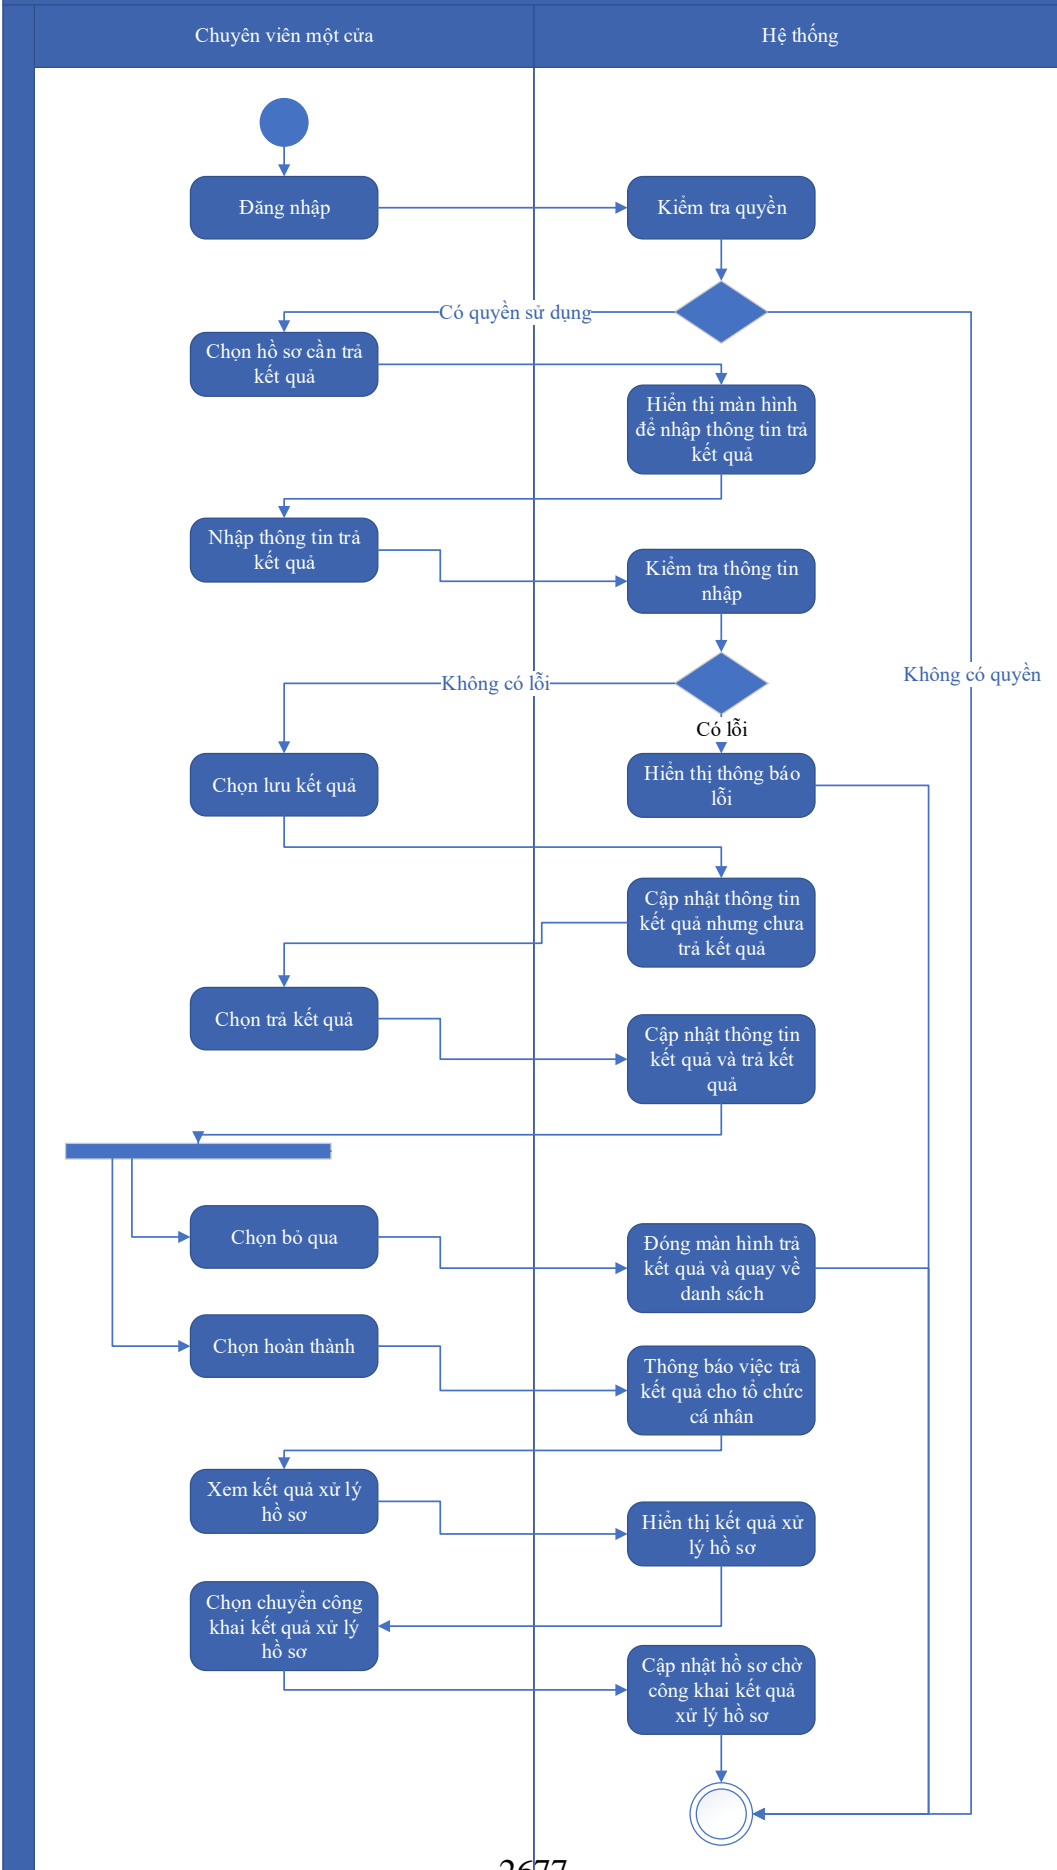 Chuyên viên một cửa
Hệ thống
Đăng nhập
Kiểm tra quyền
Có quyền sử dụng
Chọn hồ sơ cần trả
kết quả
Hiển thị màn hình
để nhập thông tin trả
kết quả
Nhập thông tin trả
kết quả
Kiểm tra thông tin
nhập
Không có quyền
Không có lỗi
Có lỗi
Chọn lưu kết quả
Hiển thị thông báo
lỗi
Cập nhật thông tin
kết quả nhưng chưa
trả kết quả
Chọn trả kết quả
Cập nhật thông tin
kết quả và trả kết
quả
Chọn bỏ qua
Đóng màn hình trả
kết quả và quay về
danh sách
Chọn hoàn thành
Thông báo việc trả
kết quả cho tổ chức
cá nhân
Xem kết quả xử lý
hồ sơ
Hiển thị kết quả xử
lý hồ sơ
Chọn chuyển công
khai kết quả xử lý
hồ sơ
Cập nhật hồ sơ chờ
công khai kết quả
xử lý hồ sơ
2677